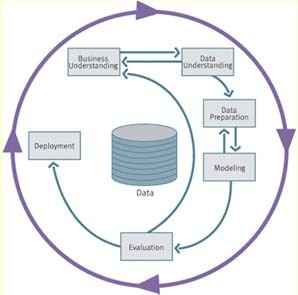 Business
Understanding
Data
Understanding
Data
Preparation
Modeling
Deployment
Data
Evaluation